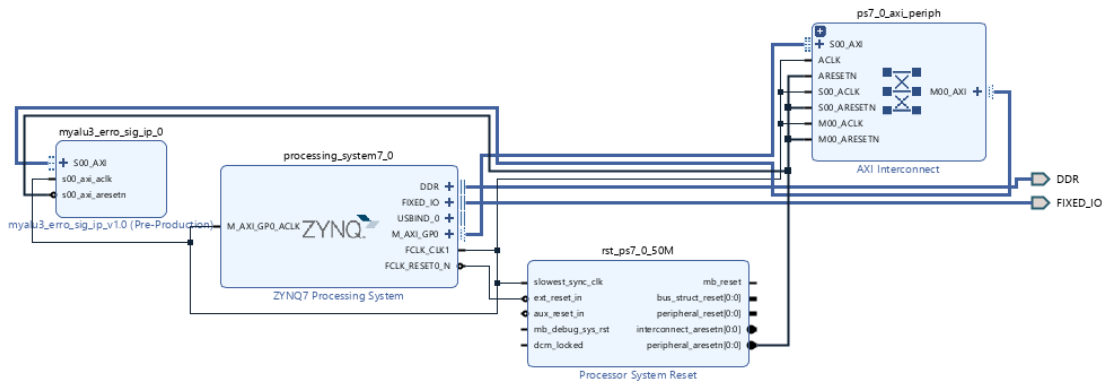 ps7_0_axi_periph
S00_AXI
ACLK
ARESETN
S00_ACLK
S00_ARESETN
M00_ACLK
M00_ARESETN
M00_AXI
AXI Interconnect
myalu3_erro_sig_ip_0
S00_AXI
s00_axi_aclk
s00_axi_aresetn
myalu3_erro_sig_ip_v1.0 (Pre-Production)
processing_system7_0
M_AXI_GP0_ACLK
ZYNQ
DDR
FIXED_IO
USBIND_0
M_AXI_GP0
FCLK_CLK1
FCLK_RESET0_N
ZYNQ7 Processing System
DDR
FIXED_IO
rst_ps7_0_50M
slowest_sync_clk
ext_reset_in
aux_reset_in
mb_debug_sys_rst
dcm_locked
mb_reset
bus_struct_reset[0:0]
peripheral_reset[0:0]
interconnect_aresetn[0:0]
peripheral_aresetn[0:0]
Processor System Reset